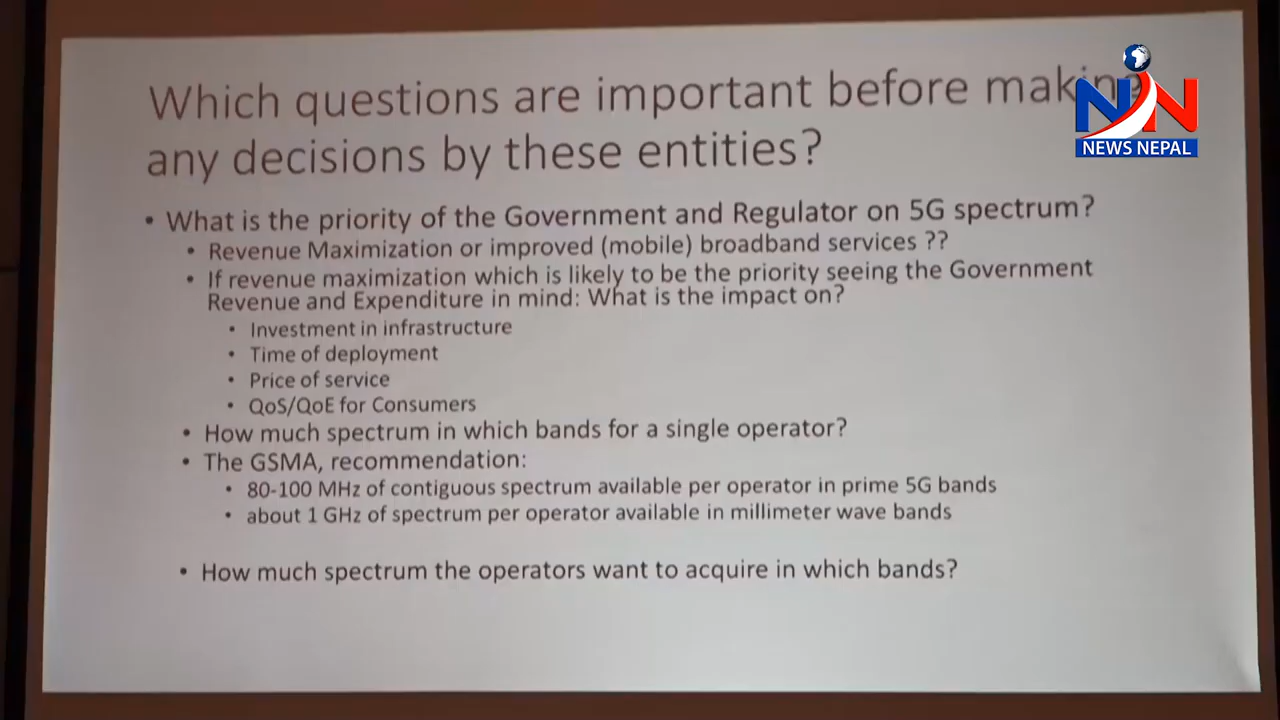 Which questions are important before making
any decisions by these entities?
• What is the priority of the Government and Regulator on 5G spectrum?
• Revenue Maximization or improved (mobile) broadband services ??
• If revenue maximization which is likely to be the priority seeing the Government
Revenue and Expenditure in mind: What is the impact on?
• Investment in infrastructure
• Time of deployment
• Price of service
• QoS/QoE for Consumers
• How much spectrum in which bands for a single operator?
• The GSMA, recommendation:
• 80-100 MHz of contiguous spectrum available per operator in prime 5G bands
• about 1 GHz of spectrum per operator available in millimeter wave bands
• How much spectrum the operators want to acquire in which bands?
NN
NEWS NEPAL